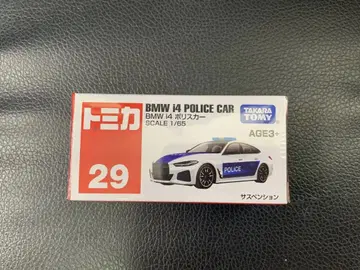 トミカ
29
BMW i4 POLICE CAR
BMW i4 ポリスカー
SCALE 1/65
TAKARA
TOMY
AGE3+
POLICE
サスペンション